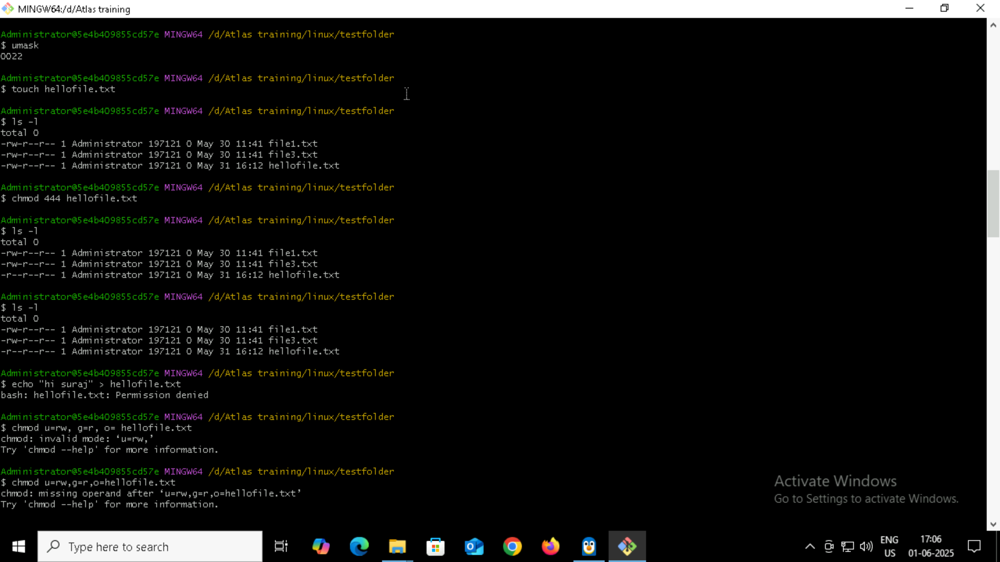 MINGW64:/d/Atlas training
Administrator@5e4b409855cd57e MINGW64 /d/Atlas training/linux/testfolder
$ umask
0022
Administrator@5e4b409855cd57e MINGW64 /d/Atlas training/linux/testfolder
$ touch hellofile.txt
Administrator@5e4b409855cd57e MINGW64 /d/Atlas training/linux/testfolder
$ ls -l
total 0
-rw-r--r-- 1 Administrator 197121 0 May 30 11:41 file1.txt
-rw-r--r-- 1 Administrator 197121 0 May 30 11:41 file3.txt
-rw-r--r-- 1 Administrator 197121 0 May 31 16:12 hellofile.txt
Administrator@5e4b409855cd57e MINGW64 /d/Atlas training/linux/testfolder
$ chmod 444 hellofile.txt
Administrator@5e4b409855cd57e MINGW64 /d/Atlas training/linux/testfolder
$ ls -l
total 0
-rw-r--r-- 1 Administrator 197121 0 May 30 11:41 file1.txt
-rw-r--r-- 1 Administrator 197121 0 May 30 11:41 file3.txt
-r--r--r-- 1 Administrator 197121 0 May 31 16:12 hellofile.txt
Administrator@5e4b409855cd57e MINGW64 /d/Atlas training/linux/testfolder
$ ls -l
total 0
-rw-r--r-- 1 Administrator 197121 0 May 30 11:41 file1.txt
-rw-r--r-- 1 Administrator 197121 0 May 30 11:41 file3.txt
-r--r--r-- 1 Administrator 197121 0 May 31 16:12 hellofile.txt
Administrator@5e4b409855cd57e MINGW64 /d/Atlas training/linux/testfolder
$ echo "hi suraj" > hellofile.txt
bash: hellofile.txt: Permission denied
Administrator@5e4b409855cd57e MINGW64 /d/Atlas training/linux/testfolder
$ chmod u=rw, g=r, o= hellofile.txt
chmod: invalid mode: ‘u=rw,’
Try 'chmod --help' for more information.
Administrator@5e4b409855cd57e MINGW64 /d/Atlas training/linux/testfolder
$ chmod u=rw,g=r,o=hellofile.txt
chmod: missing operand after ‘u=rw,g=r,o=hellofile.txt’
Try 'chmod --help' for more information.
Activate Windows
Go to Settings to activate Windows.
Type here to search
ENG
US
17:06
01-06-2025